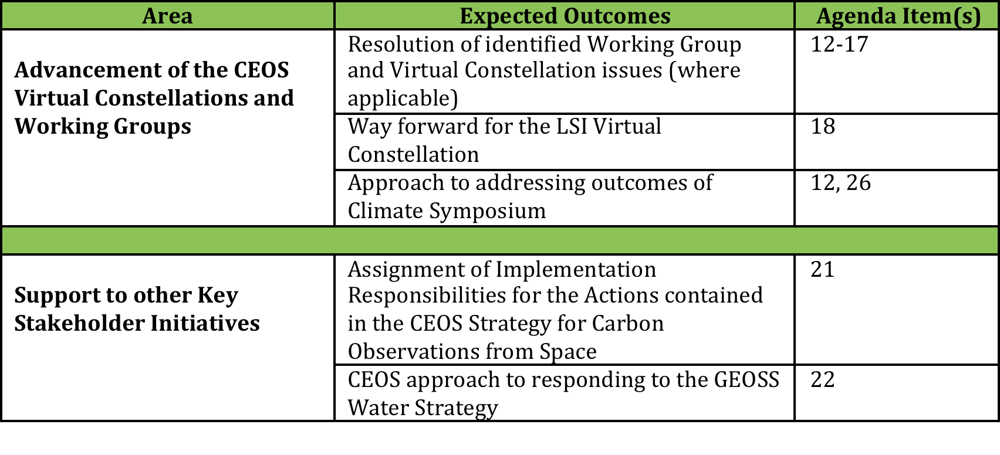 Area
Expected Outcomes
Agenda Item(s)
Advancement of the CEOS
Virtual Constellations and
Working Groups
Resolution of identified Working Group
and Virtual Constellation issues (where
applicable)
12-17
Way forward for the LSI Virtual
Constellation
18
Approach to addressing outcomes of
Climate Symposium
12, 26
Support to other Key
Stakeholder Initiatives
Assignment of Implementation
Responsibilities for the Actions contained
in the CEOS Strategy for Carbon
Observations from Space
21
CEOS approach to responding to the GEOSS
Water Strategy
22